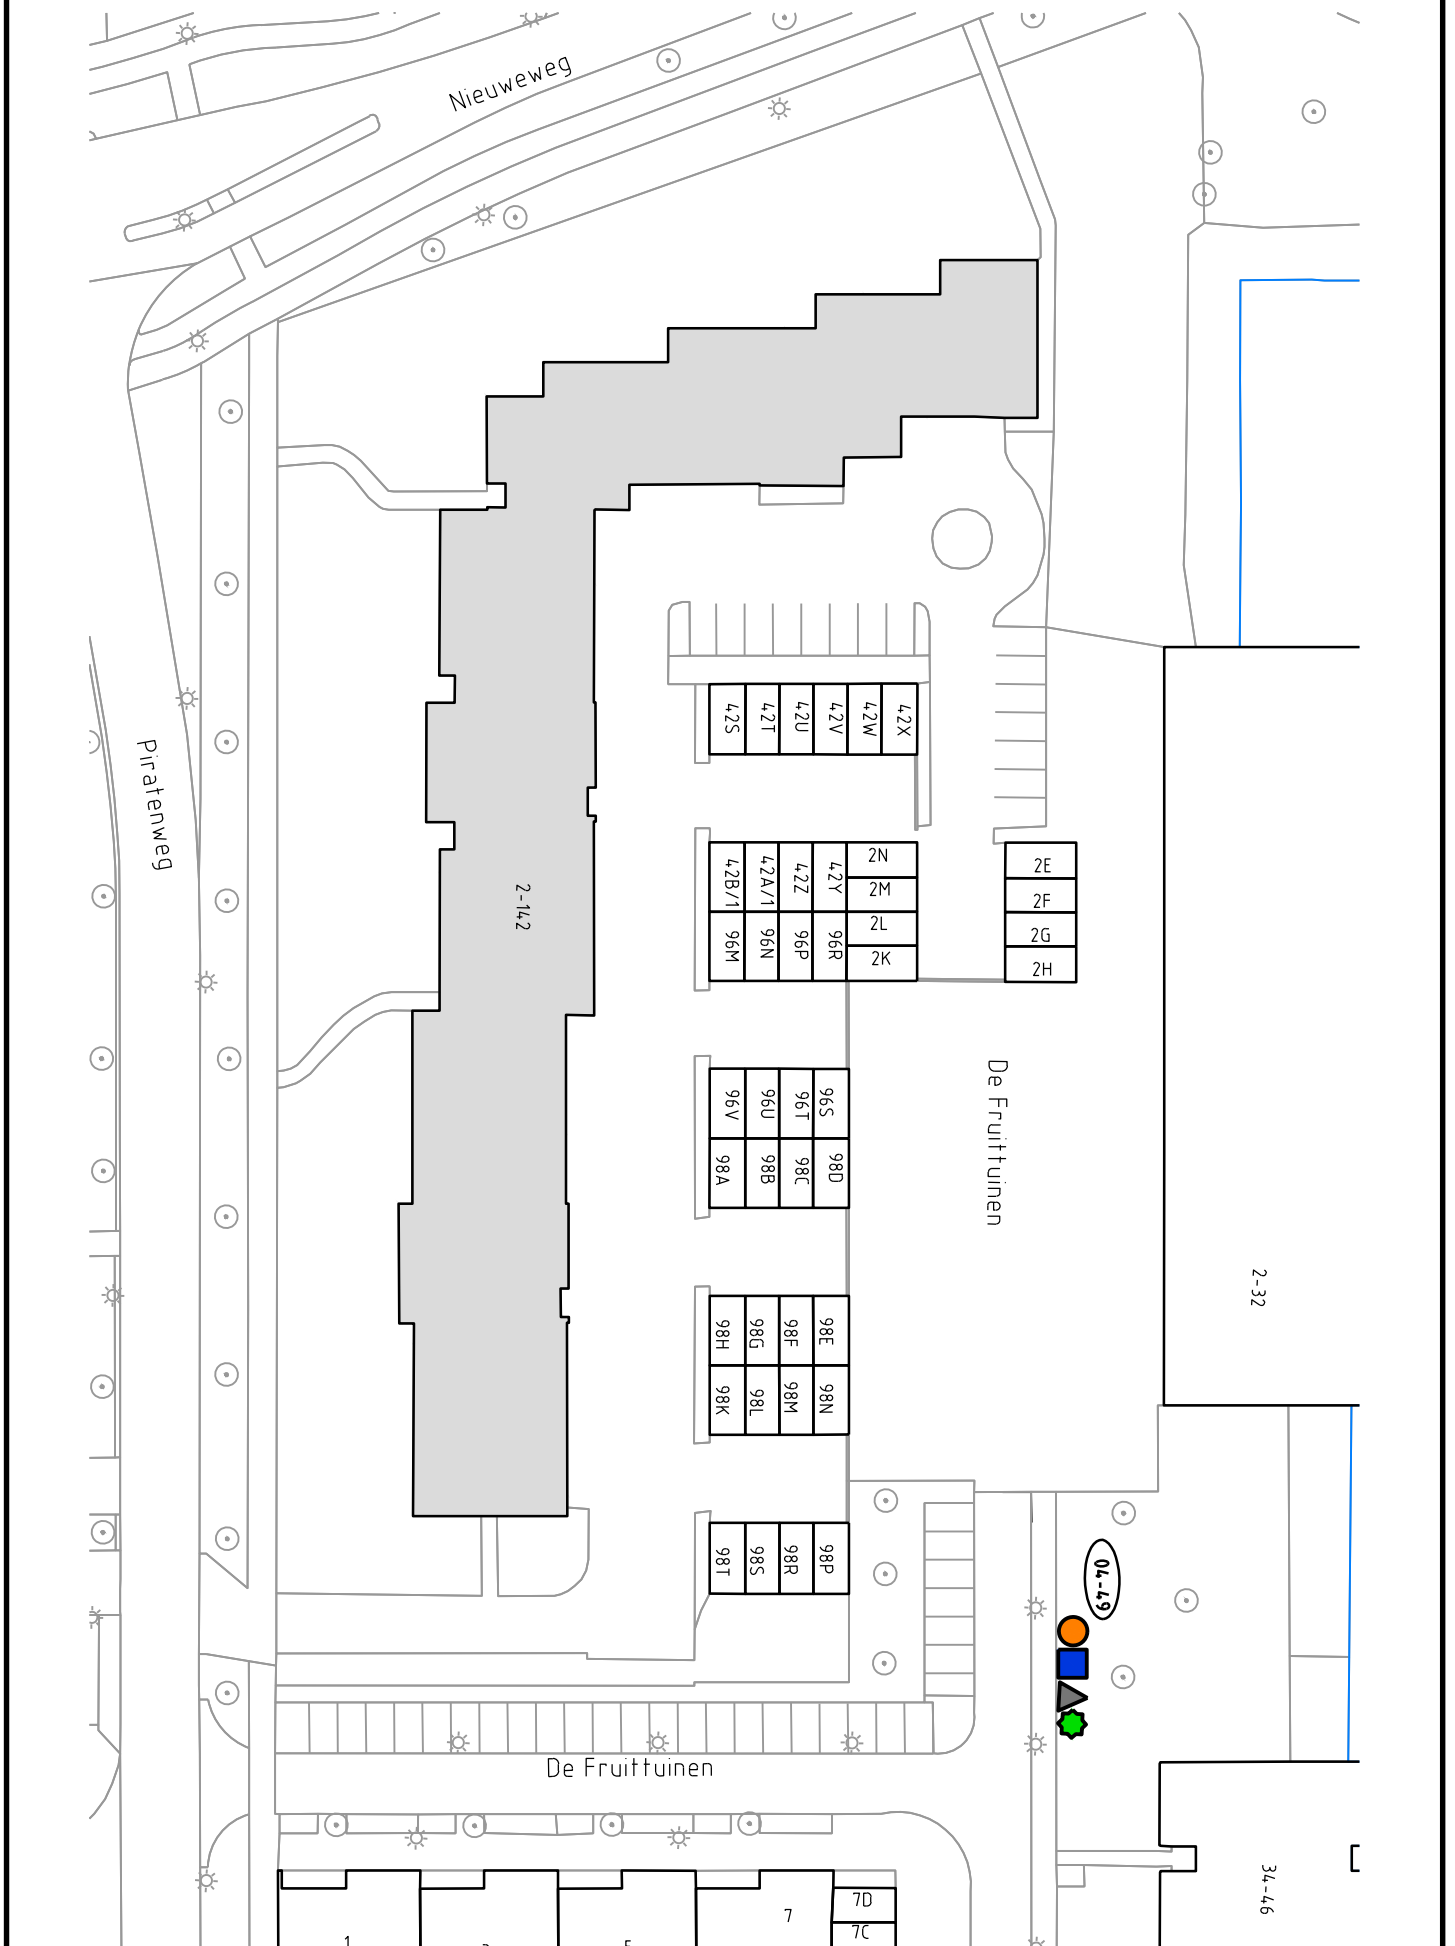 Nieuweweg
Piratenweg
2-142
42S
42T
42U
42V
42W
42X
42B/1
42A/1
42Z
42Y
2N
2M
2L
2K
96M
96N
96P
96R
2E
2F
2G
2H
96V
96U
96T
96S
98A
98B
98C
98D
De Fruittuinen
2-32
98H
98G
98F
98E
98K
98L
98M
98N
98T
98S
98R
98P
04-49
De Fruittuinen
34-46
7
7D
7C
1